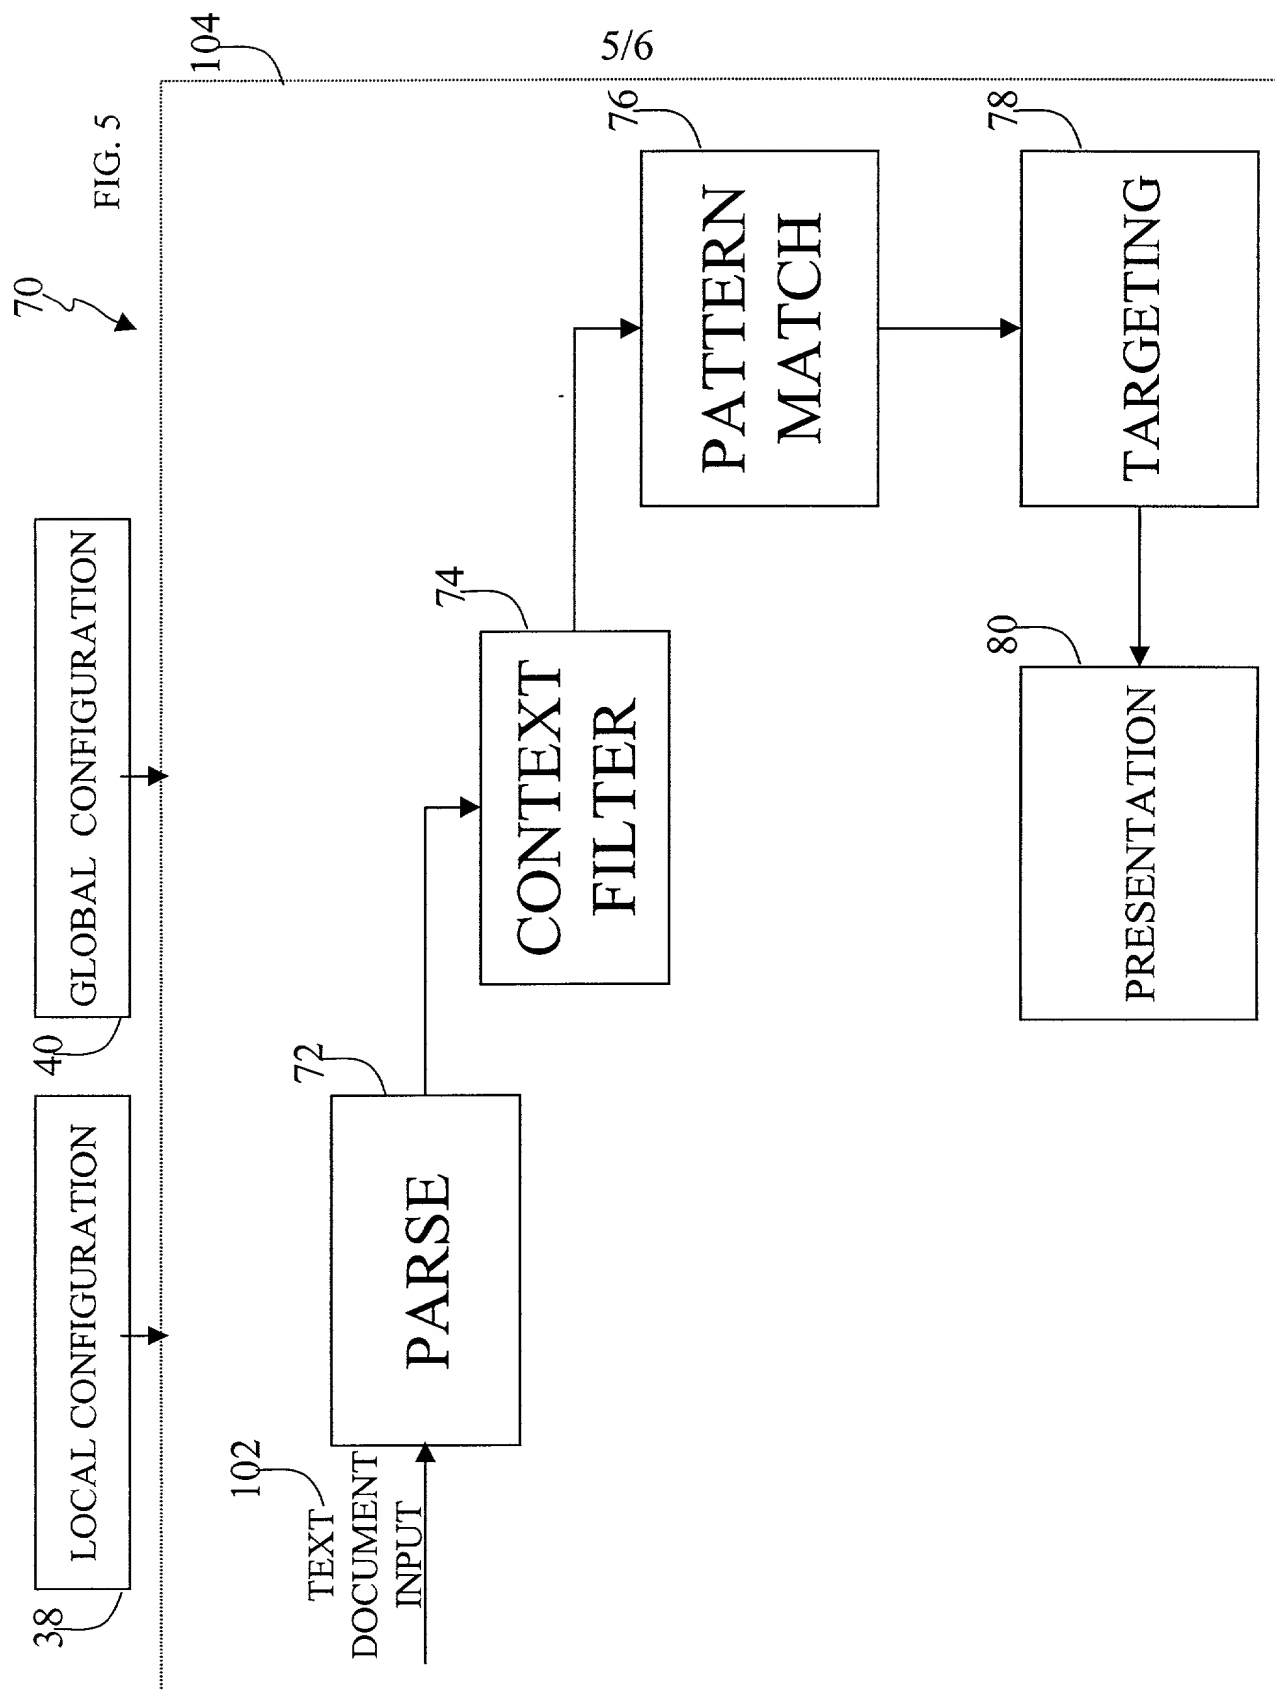 5/6
FIG. 5
70
104
38
LOCAL CONFIGURATION
40
GLOBAL CONFIGURATION
102
TEXT
DOCUMENT
INPUT
72
PARSE
74
CONTEXT
FILTER
76
PATTERN
MATCH
78
TARGETING
80
PRESENTATION